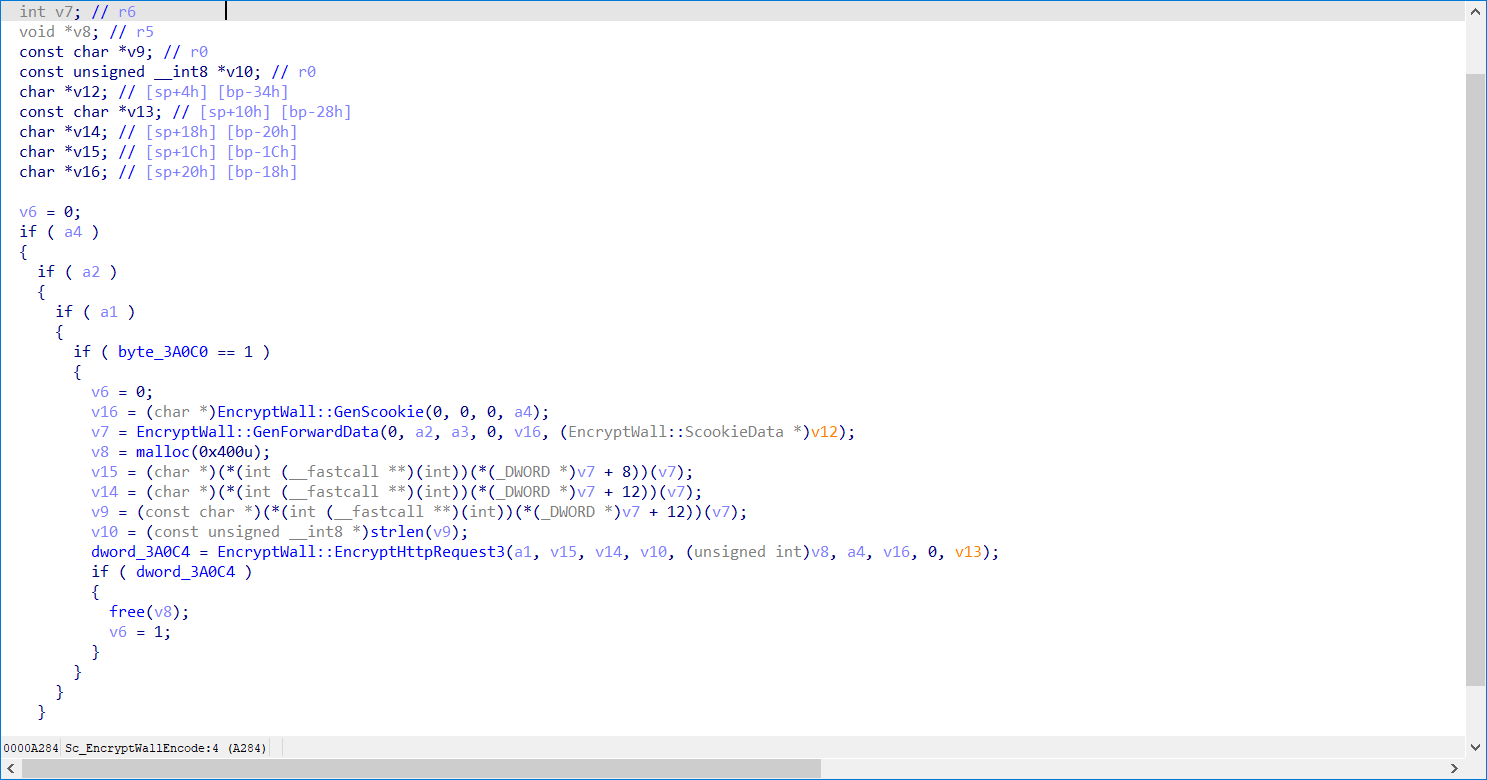 int v7; // r6
void *v8; // r5
const char *v9; // r0
const unsigned __int8 *v10; // r0
char *v12; // [sp+4h] [bp-34h]
const char *v13; // [sp+10h] [bp-28h]
char *v14; // [sp+18h] [bp-20h]
char *v15; // [sp+1Ch] [bp-1Ch]
char *v16; // [sp+20h] [bp-18h]
v6 = 0;
if ( a4 )
{
if ( a2 )
{
if ( a1 )
{
if ( byte_3A0C0 == 1 )
{
v6 = 0;
v16 = (char *)EncryptWall::GenScookie(0, 0, 0, a4);
v7 = EncryptWall::GenForwardData(0, a2, a3, 0, v16, (EncryptWall::ScookieData *)v12);
v8 = malloc(0x400u);
v15 = (char *)(*(int (__fastcall **)(int))(*(_DWORD *)v7 + 8))(v7);
v14 = (char *)(*(int (__fastcall **)(int))(*(_DWORD *)v7 + 12))(v7);
v9 = (const char *)(*(int (__fastcall **)(int))(*(_DWORD *)v7 + 12))(v7);
v10 = (const unsigned __int8 *)strlen(v9);
dword_3A0C4 = EncryptWall::EncryptHttpRequest3(a1, v15, v14, v10, (unsigned int)v8, a4, v16, 0, v13);
if ( dword_3A0C4 )
{
free(v8);
v6 = 1;
}
}
}
}
0000A284 Sc_EncryptWallEncode:4 (A284)